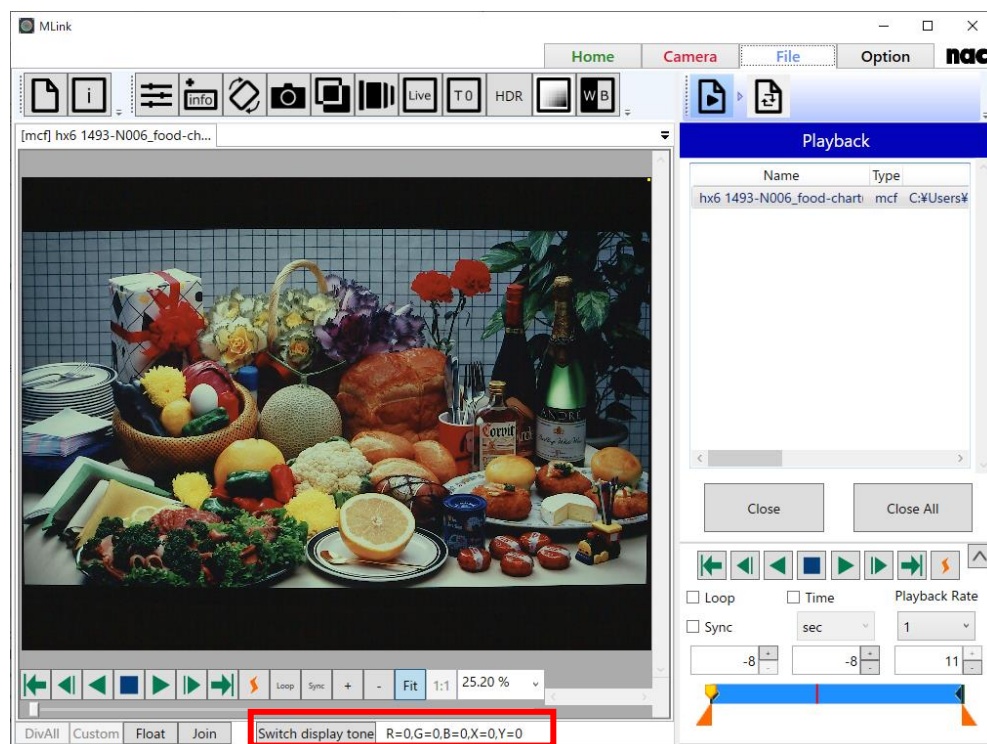 MLink
Home Camera File Option nac
i info Live T 0 HDR W B
[mcf] hx6 1493-N006_food-ch...
Playback
Name Type
hx6 1493-N006_food-chart mcf C:¥Users¥
Corvit
ANDRE
Close Close All
Loop Time Playback Rate
Sync sec 1
-8 -8 11
Loop Sync + - Fit 1:1 25.20 %
DivAll Custom Float Join Switch display tone R=0,G=0,B=0,X=0,Y=0